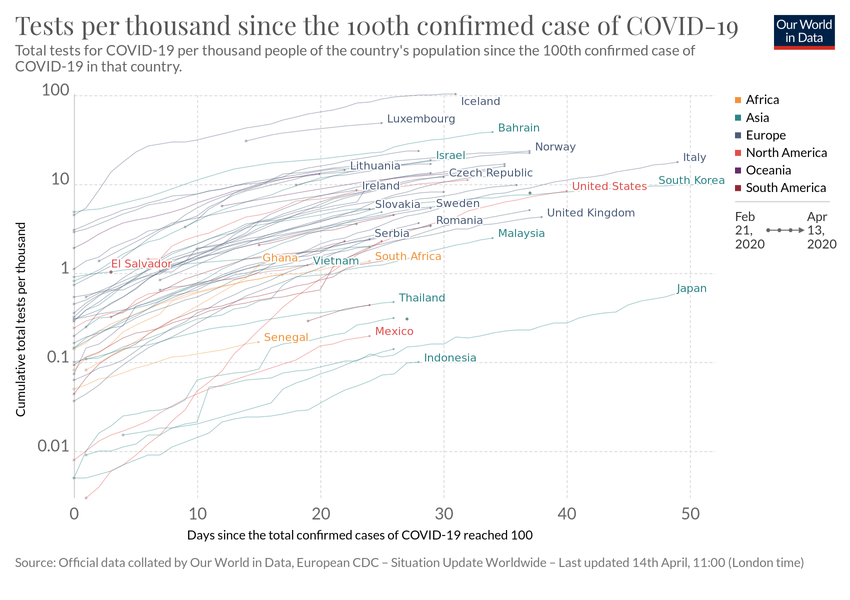 Tests per thousand since the 100th confirmed case of COVID-19
Our World
in Data
Total tests for COVID-19 per thousand people of the country's population since the 100th confirmed case of
COVID-19 in that country.
100
10
1
0.1
0.01
Cumulative total tests per thousand
Iceland
Luxembourg
Bahrain
Norway
Israel
Italy
Lithuania
Czech Republic
South Korea
Ireland
United States
Slovakia
Sweden
United Kingdom
Romania
Serbia
Malaysia
Ghana
South Africa
Vietnam
El Salvador
Japan
Thailand
Senegal
Mexico
Indonesia
0
10
20
30
40
50
Days since the total confirmed cases of COVID-19 reached 100
Africa
Asia
Europe
North America
Oceania
South America
Feb
21,
2020
Apr
13,
2020
Source: Official data collated by Our World in Data, European CDC – Situation Update Worldwide – Last updated 14th April, 11:00 (London time)